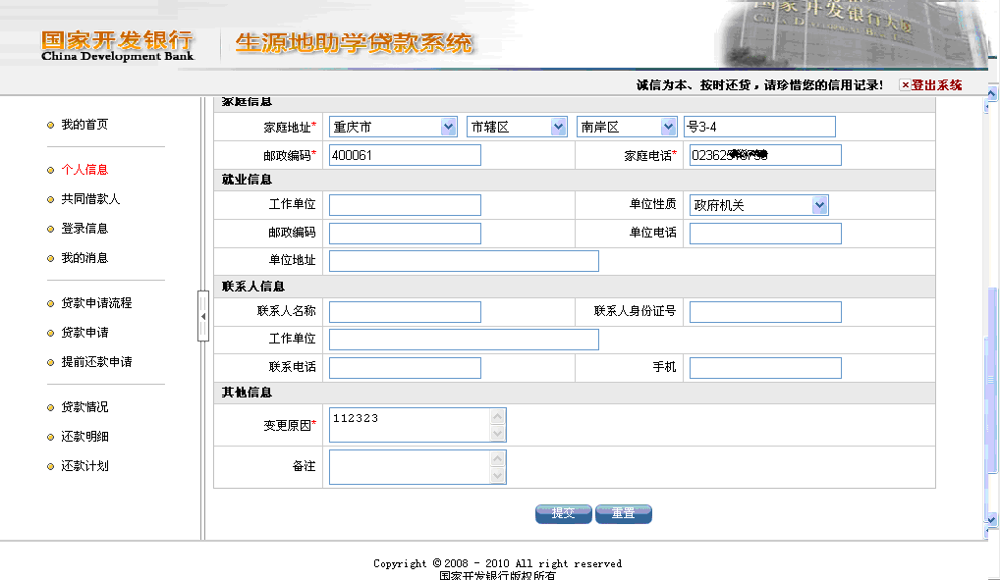 国家开发银行
China Development Bank
生源地助学贷款系统
国家开发银行大厦
诚信为本、按时还贷，请珍惜您的信用记录!
登出系统
我的首页
个人信息
共同借款人
登录信息
我的消息
贷款申请流程
贷款申请
提前还款申请
贷款情况
还款明细
还款计划
家庭信息
家庭地址* 重庆市 市辖区 南岸区 号3-4
邮政编码* 400061 家庭电话* 02362
就业信息
工作单位 单位性质 政府机关
邮政编码 单位电话
单位地址
联系人信息
联系人名称 联系人身份证号
工作单位
联系电话 手机
其他信息
变更原因* 112323
备注
提交 重置
Copyright ©2008 - 2010 All right reserved
国家开发银行版权所有